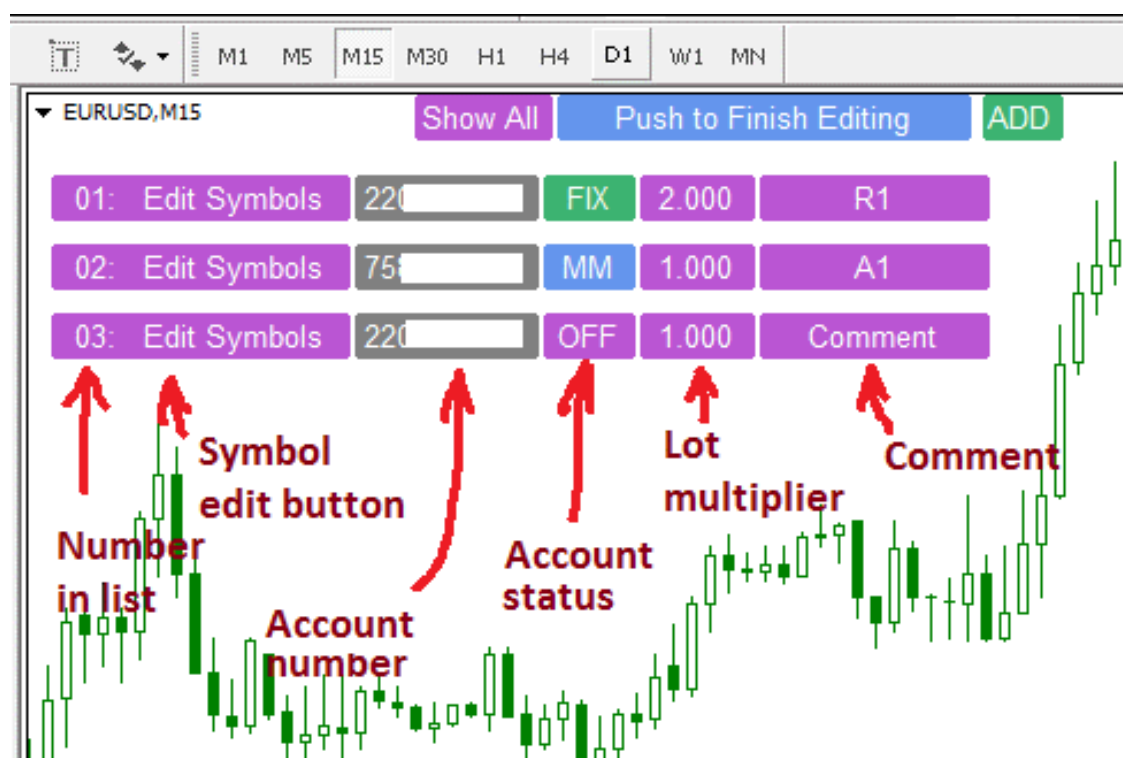 T M1 M5 M15 M30 H1 H4 D1 W1 MN
EURUSD,M15 Show All Push to Finish Editing ADD
01: Edit Symbols 220 FIX 2.000 R1
02: Edit Symbols 75 MM 1.000 A1
03: Edit Symbols 220 OFF 1.000 Comment
Symbol
edit button
Lot
multiplier
Comment
Number
in list
Account
status
Account
number